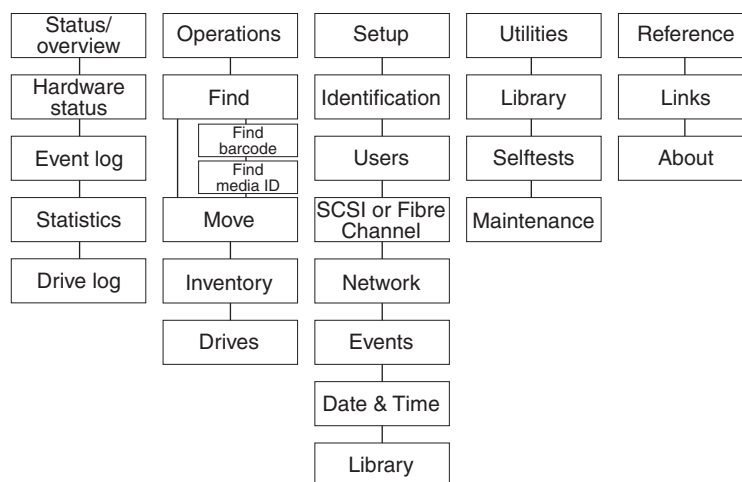 Status/
overview
Hardware
status
Event log
Statistics
Drive log
Operations
Find
Find
barcode
Find
media ID
Move
Inventory
Drives
Setup
Identification
Users
SCSI or Fibre
Channel
Network
Events
Date & Time
Library
Utilities
Library
Selftests
Maintenance
Reference
Links
About